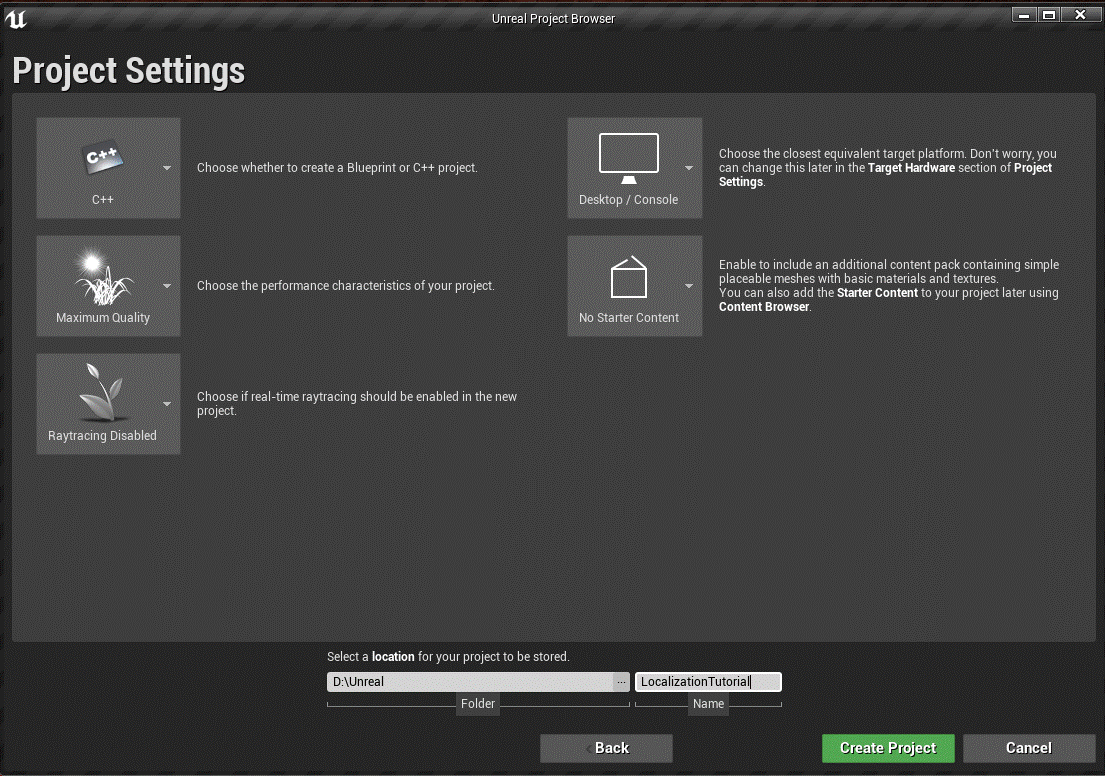 Unreal Project Browser
Project Settings
C++
C++
Choose whether to create a Blueprint or C++ project.
Desktop / Console
Choose the closest equivalent target platform. Don't worry, you
can change this later in the Target Hardware section of Project
Settings.
Maximum Quality
Choose the performance characteristics of your project.
No Starter Content
Enable to include an additional content pack containing simple
placeable meshes with basic materials and textures.
You can also add the Starter Content to your project later using
Content Browser.
Raytracing Disabled
Choose if real-time raytracing should be enabled in the new
project.
Select a location for your project to be stored.
D:\Unreal
...
LocalizationTutorial
Folder
Name
Back
Create Project
Cancel